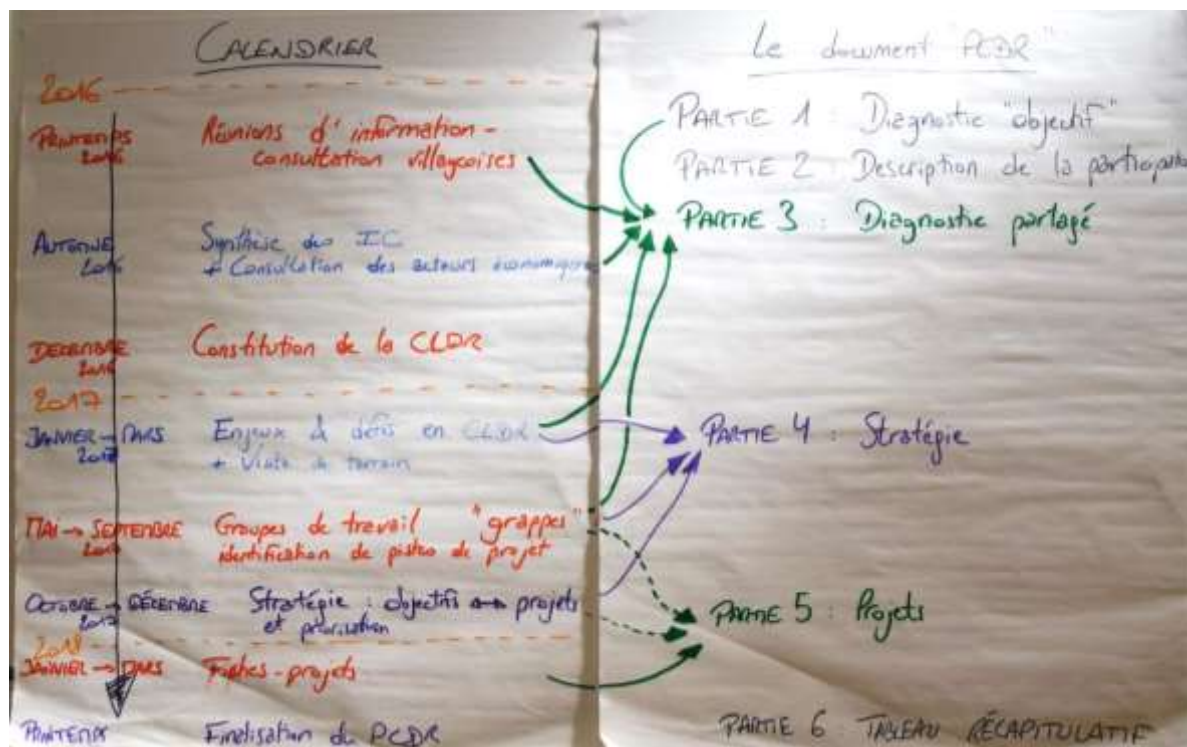 CALENDRIER
2016
PRINTEMPS 2016
Réunions d'information -
consultation villageoises
AUTOMNE 2016
Synthèse des IC
+ Consultation des acteurs économiques
DECEMBRE 2016
Constitution de la CLDR
2017
JANVIER → MARS 2017
Enjeux & défis en CLDR
+ Visite de terrain
MAI → SEPTEMBRE 2017
Groupes de travail "grappes"
identification de pistes de projet
OCTOBRE → DÉCEMBRE 2017
Stratégie : objectifs ↔ projets
et priorisation
2018
JANVIER → MARS
Fiches-projets
PRINTEMPS
Finalisation du PCDR
Le document "PCDR"
PARTIE 1 : Diagnostic "objectif"
PARTIE 2 : Description de la participation
PARTIE 3 : Diagnostic partagé
PARTIE 4 : Stratégie
PARTIE 5 : Projets
PARTIE 6 : TABLEAU RÉCAPITULATIF